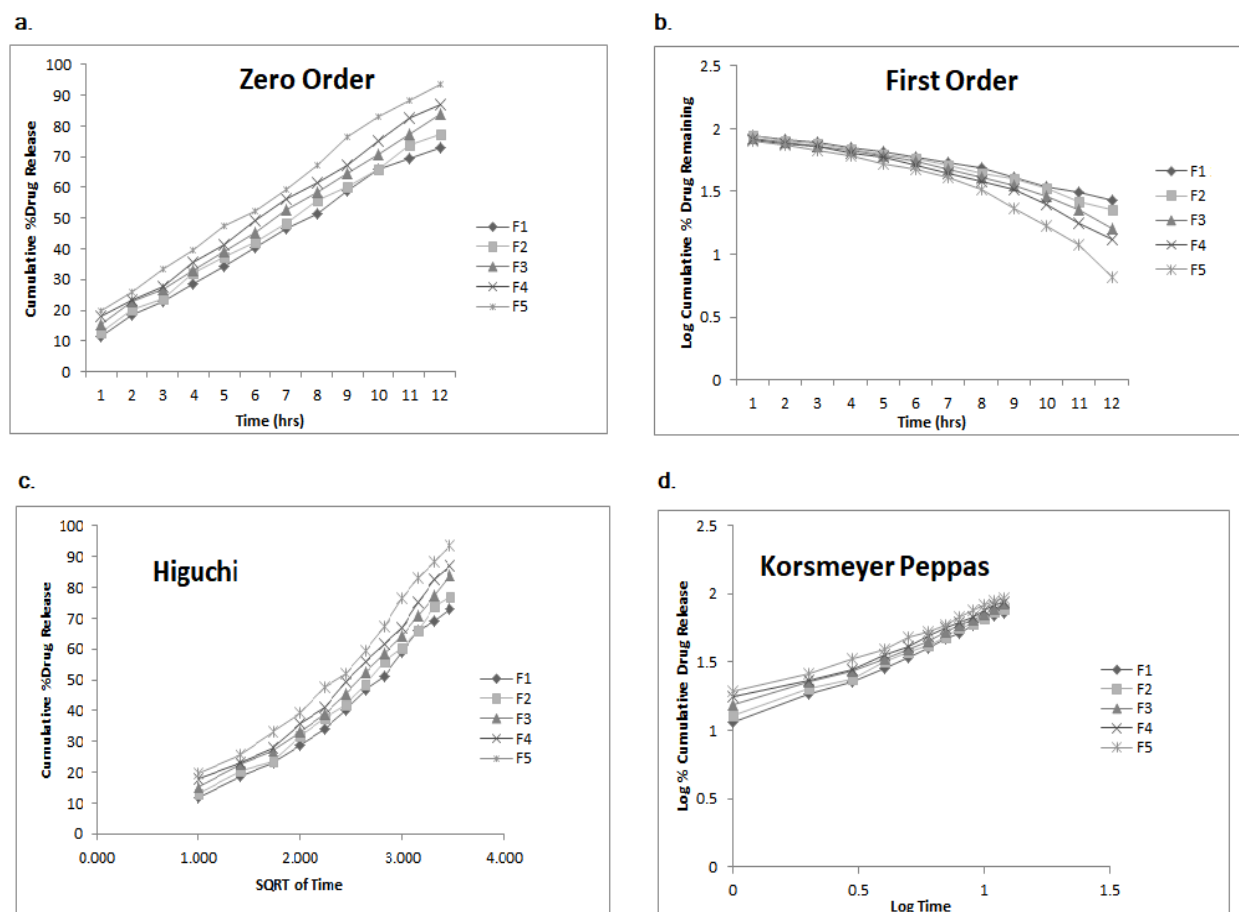 a.
Zero Order
Cumulative %Drug Release
100
90
80
70
60
50
40
30
20
10
0
1 2 3 4 5 6 7 8 9 10 11 12
Time (hrs)
F1
F2
F3
F4
F5
b.
First Order
Log Cumulative % Drug Remaining
2.5
2
1.5
1
0.5
0
1 2 3 4 5 6 7 8 9 10 11 12
Time (hrs)
F1
F2
F3
F4
F5
c.
Higuchi
Cumulative %Drug Release
100
90
80
70
60
50
40
30
20
10
0
0.000 1.000 2.000 3.000 4.000
SQRT of Time
F1
F2
F3
F4
F5
d.
Korsmeyer Peppas
Log % Cumulative Drug Release
2.5
2
1.5
1
0.5
0
0 0.5 1 1.5
Log Time
F1
F2
F3
F4
F5